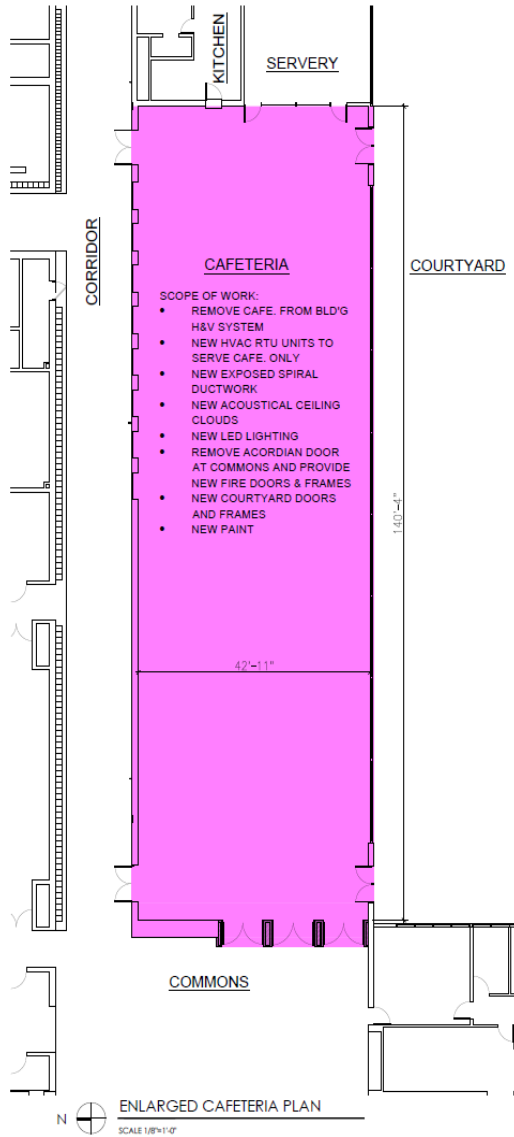 KITCHEN
SERVERY
CORRIDOR
CAFETERIA
COURTYARD
SCOPE OF WORK:
• REMOVE CAFE. FROM BLD'G
H&V SYSTEM
• NEW HVAC RTU UNITS TO
SERVE CAFE. ONLY
• NEW EXPOSED SPIRAL
DUCTWORK
• NEW ACOUSTICAL CEILING
CLOUDS
• NEW LED LIGHTING
• REMOVE ACORDIAN DOOR
AT COMMONS AND PROVIDE
NEW FIRE DOORS & FRAMES
• NEW COURTYARD DOORS
AND FRAMES
• NEW PAINT
140'-4"
42'-11"
COMMONS
N
ENLARGED CAFETERIA PLAN
SCALE 1/8"=1'-0"